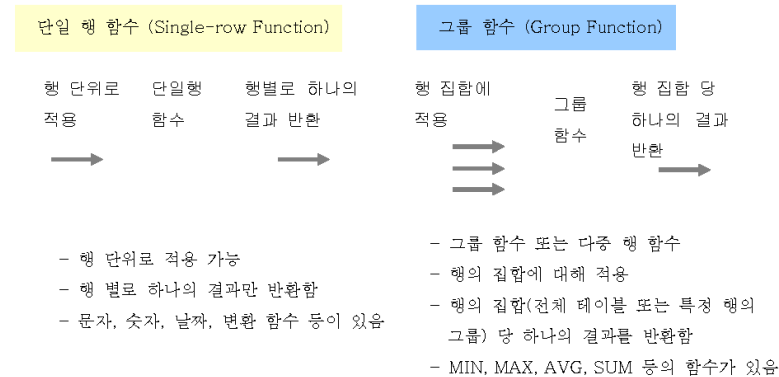 단일 행 함수 (Single-row Function)
행 단위로
적용
단일행
함수
행별로 하나의
결과 반환
- 행 단위로 적용 가능
- 행 별로 하나의 결과만 반환함
- 문자, 숫자, 날짜, 변환 함수 등이 있음
그룹 함수 (Group Function)
행 집합에
적용
그룹
함수
행 집합 당
하나의 결과
반환
- 그룹 함수 또는 다중 행 함수
- 행의 집합에 대해 적용
- 행의 집합(전체 테이블 또는 특정 행의
그룹) 당 하나의 결과를 반환함
- MIN, MAX, AVG, SUM 등의 함수가 있음